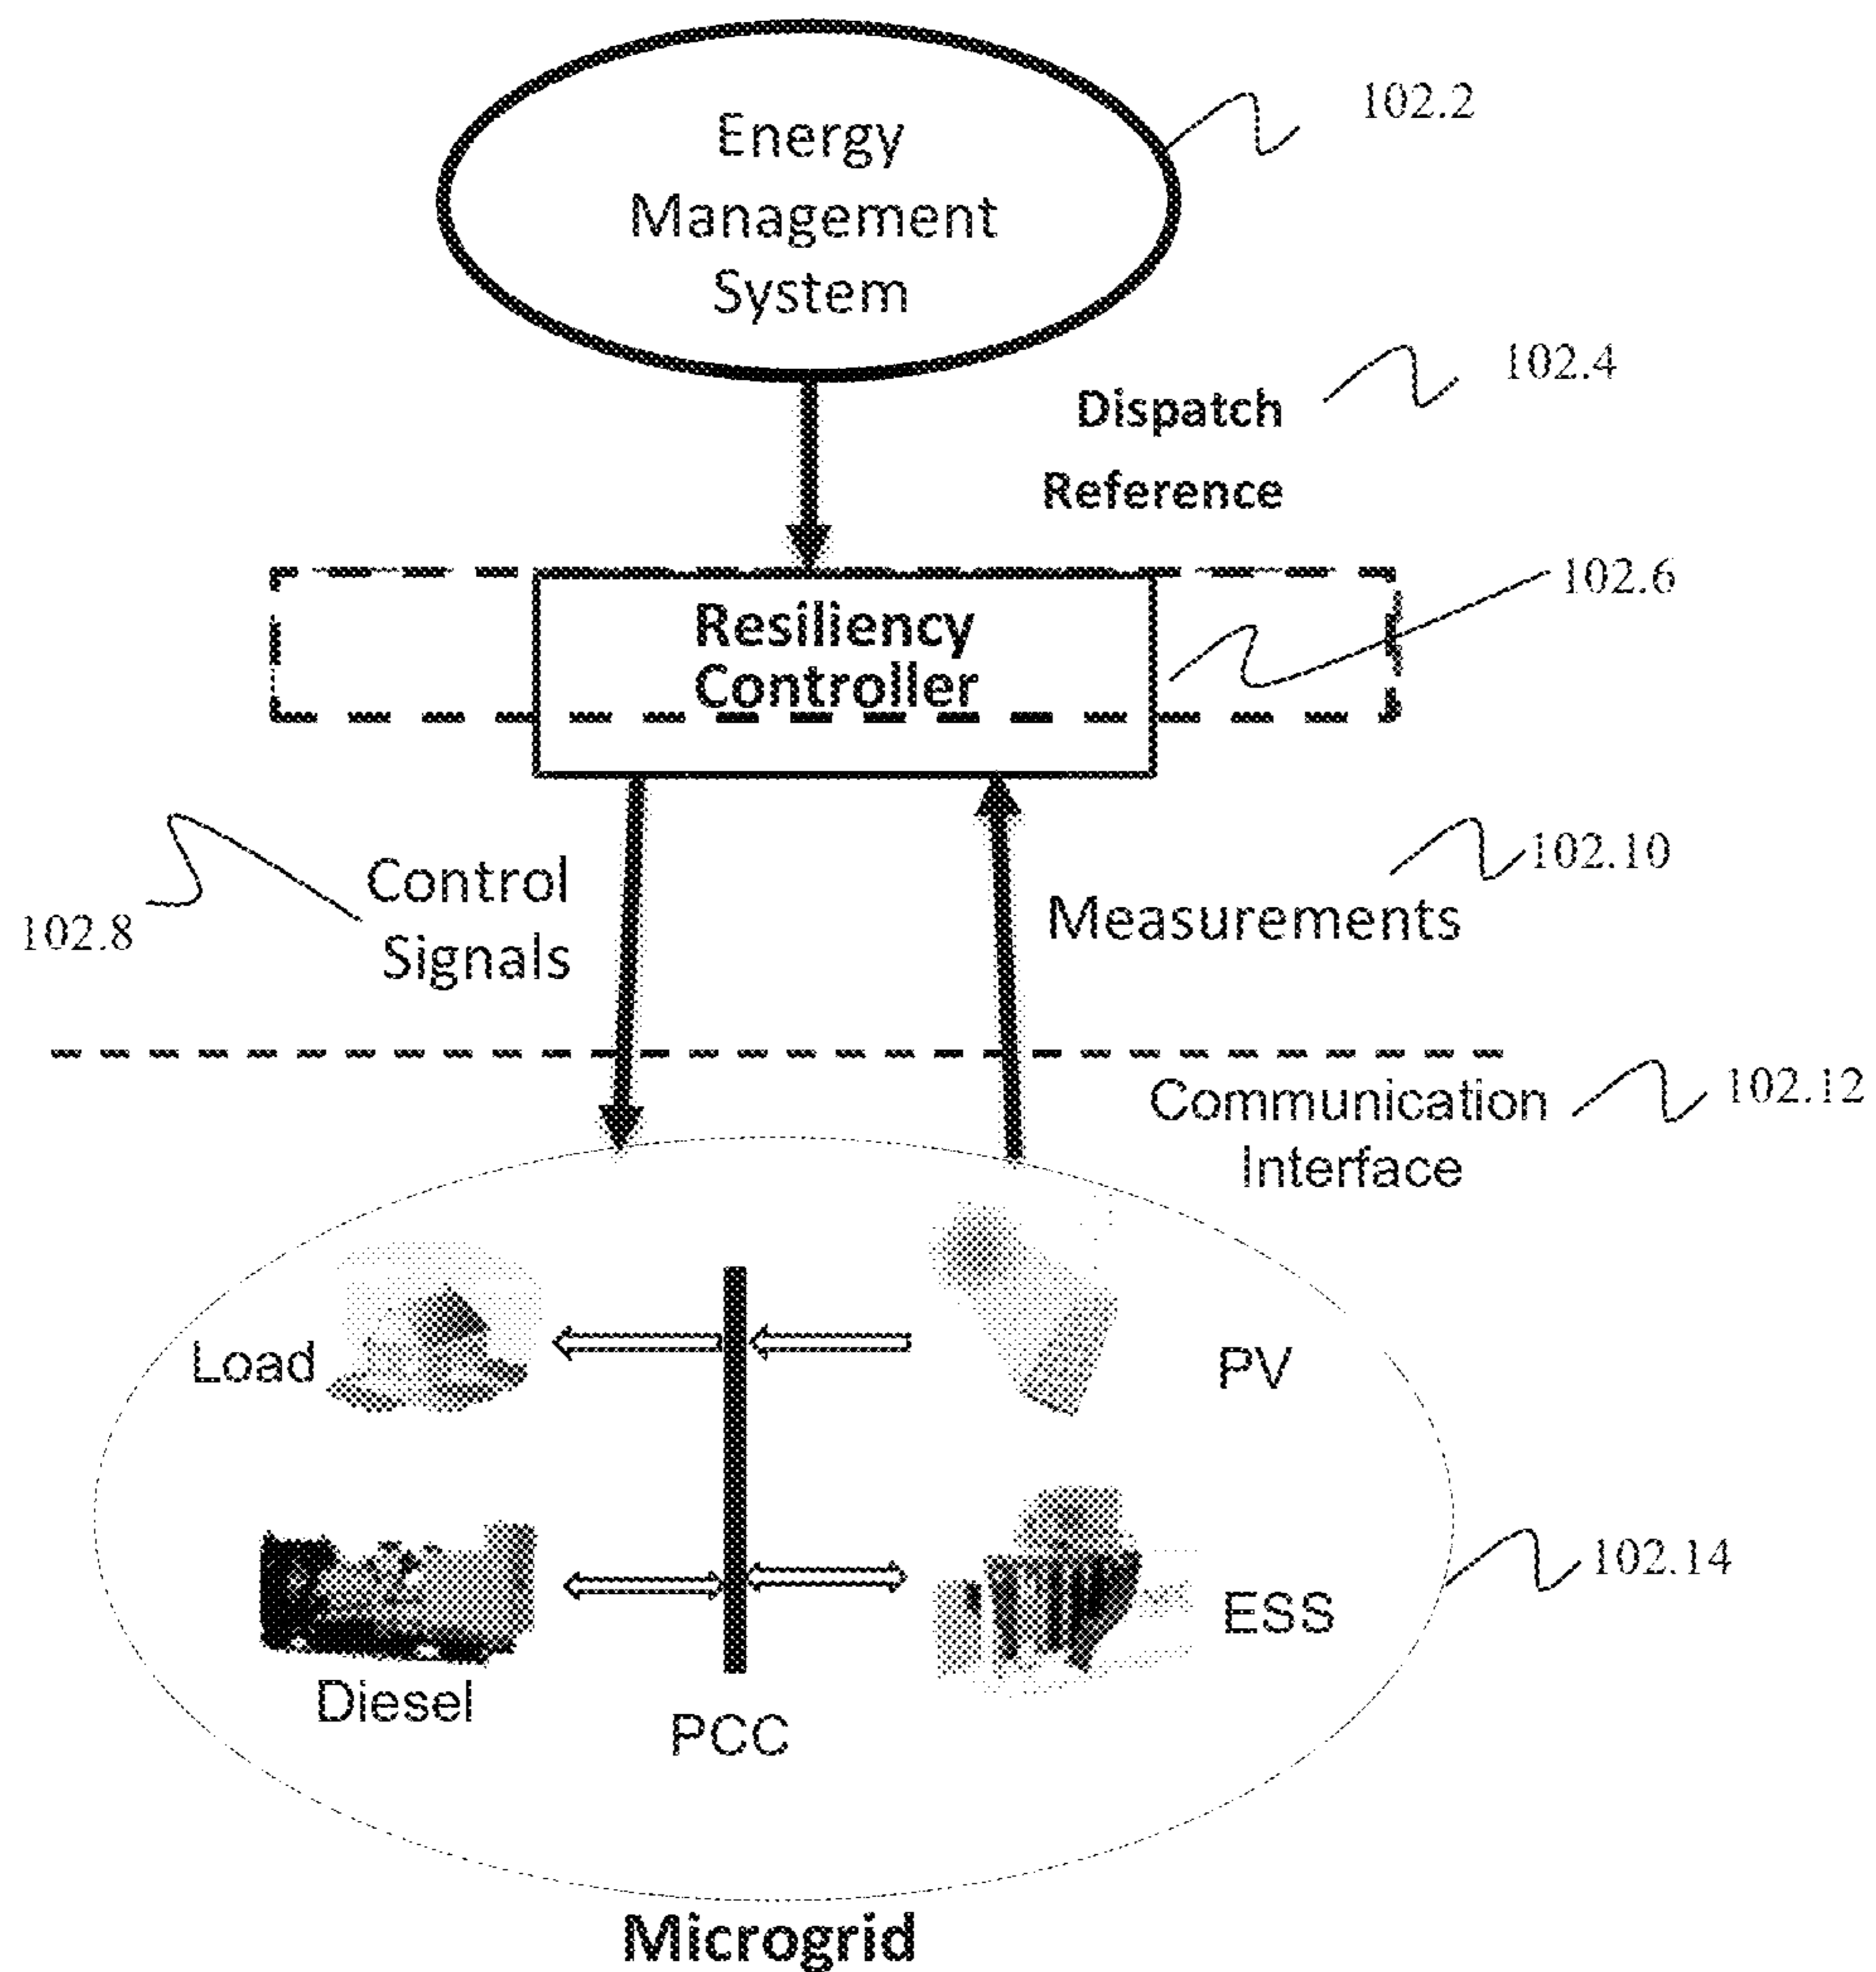 Energy
Management
System
102.2
102.4
Dispatch
Reference
102.6
Resiliency
Controller
102.8
Control
Signals
102.10
Measurements
102.12
Communication
Interface
Load
PV
Diesel
PCC
ESS
102.14
Microgrid